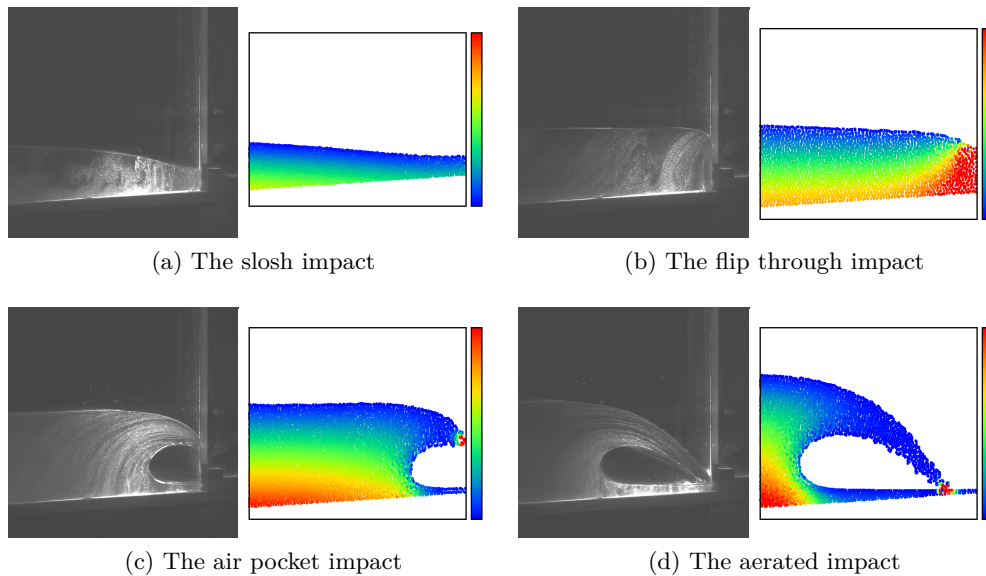 (a) The slosh impact
(b) The flip through impact
(c) The air pocket impact
(d) The aerated impact